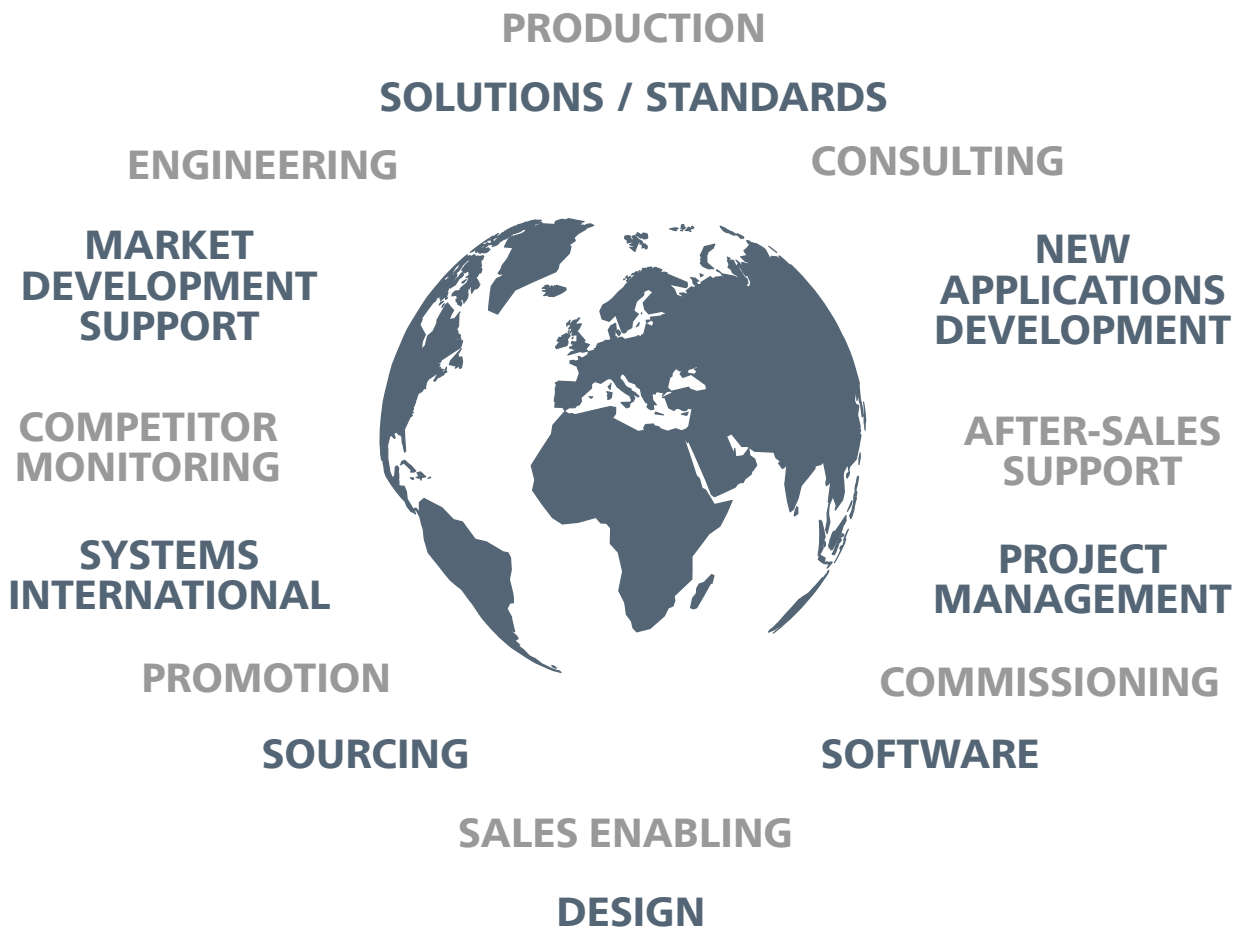 PRODUCTION
SOLUTIONS / STANDARDS
ENGINEERING
CONSULTING
MARKET
DEVELOPMENT
SUPPORT
NEW
APPLICATIONS
DEVELOPMENT
COMPETITOR
MONITORING
AFTER-SALES
SUPPORT
SYSTEMS
INTERNATIONAL
PROJECT
MANAGEMENT
PROMOTION
COMMISSIONING
SOURCING
SOFTWARE
SALES ENABLING
DESIGN